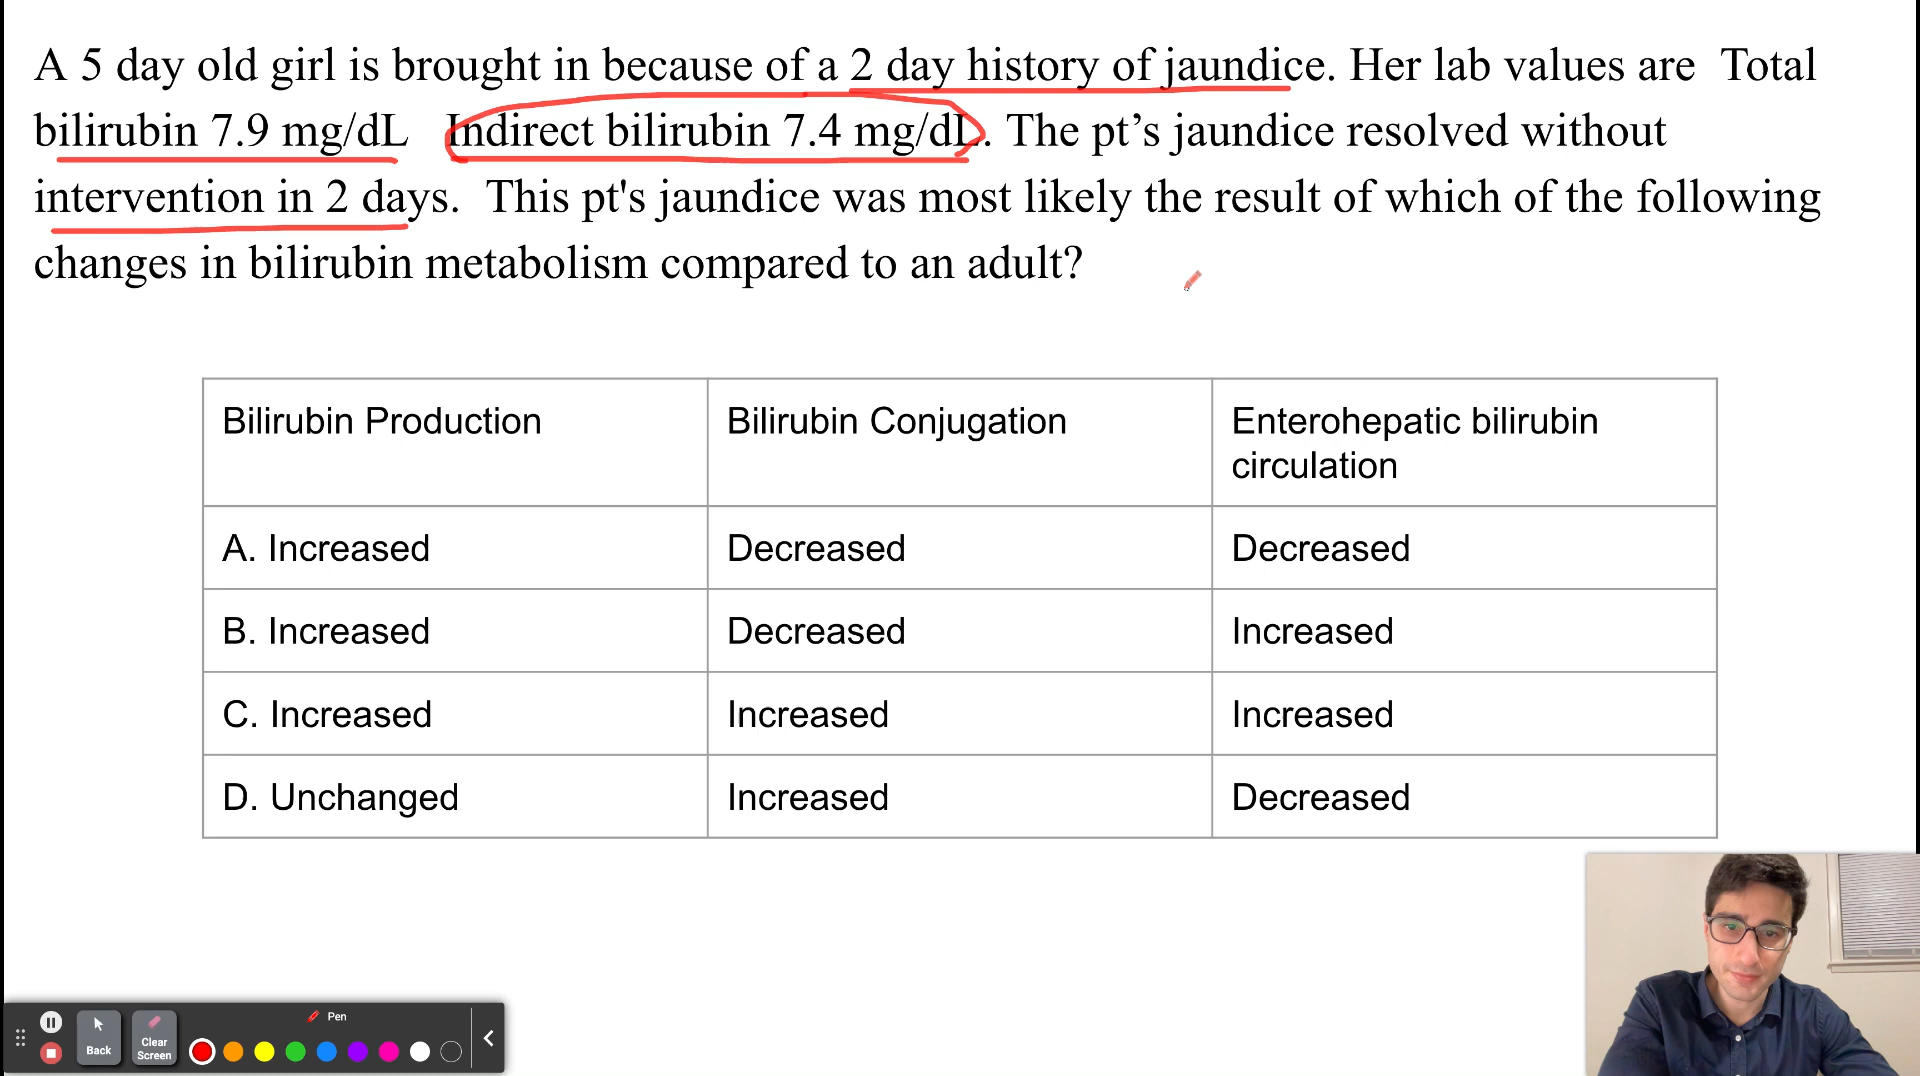 A 5 day old girl is brought in because of a 2 day history of jaundice. Her lab values are  Total
bilirubin 7.9 mg/dL   Indirect bilirubin 7.4 mg/dL. The pt’s jaundice resolved without
intervention in 2 days.  This pt's jaundice was most likely the result of which of the following
changes in bilirubin metabolism compared to an adult?
Bilirubin Production
Bilirubin Conjugation
Enterohepatic bilirubin
circulation
A. Increased
Decreased
Decreased
B. Increased
Decreased
Increased
C. Increased
Increased
Increased
D. Unchanged
Increased
Decreased
Back
Clear
Screen
Pen